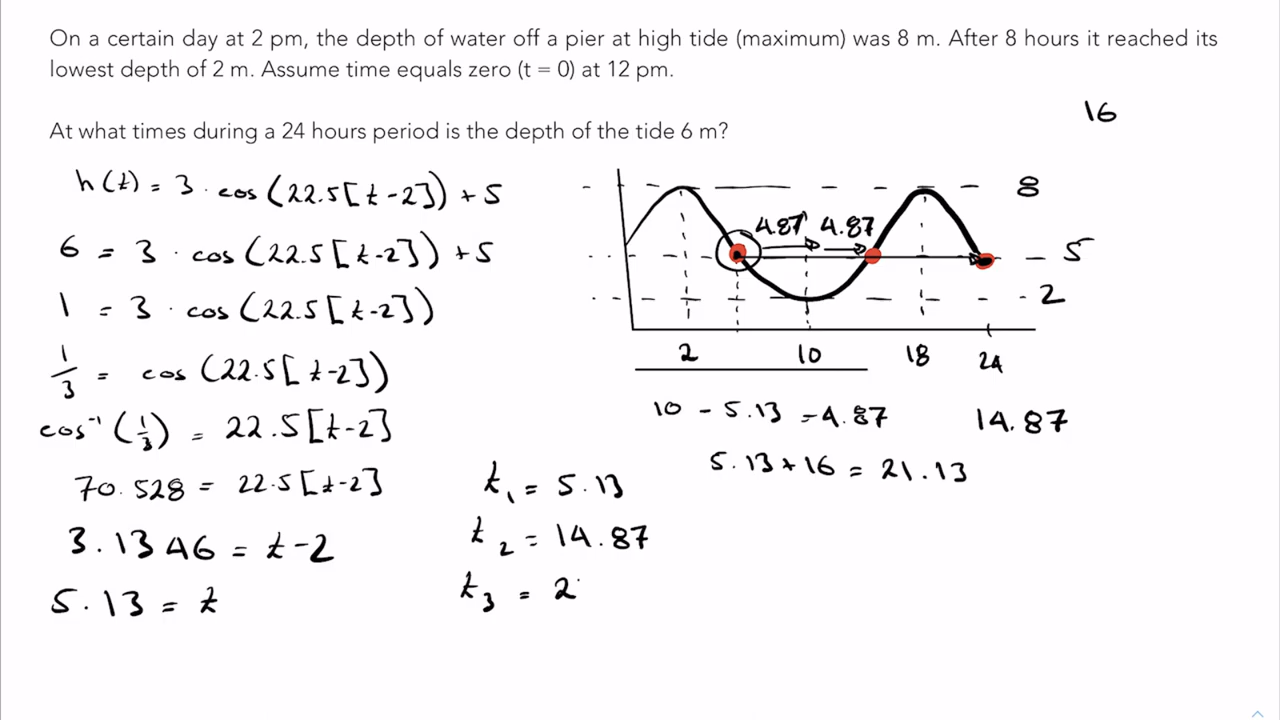 On a certain day at 2 pm, the depth of water off a pier at high tide (maximum) was 8 m. After 8 hours it reached its
lowest depth of 2 m. Assume time equals zero (t = 0) at 12 pm.
At what times during a 24 hours period is the depth of the tide 6 m?
16
h(t) = 3 · cos(22.5[t-2]) + 5
6 = 3 · cos(22.5[t-2]) + 5
1 = 3 · cos(22.5[t-2])
1/3 = cos(22.5[t-2])
cos⁻¹(1/3) = 22.5[t-2]
70.528 = 22.5[t-2]
3.1346 = t-2
5.13 = t
t₁ = 5.13
t₂ = 14.87
t₃ = 2
8
4.87 4.87
5
2
2 10 18 24
10 - 5.13 = 4.87
14.87
5.13 + 16 = 21.13